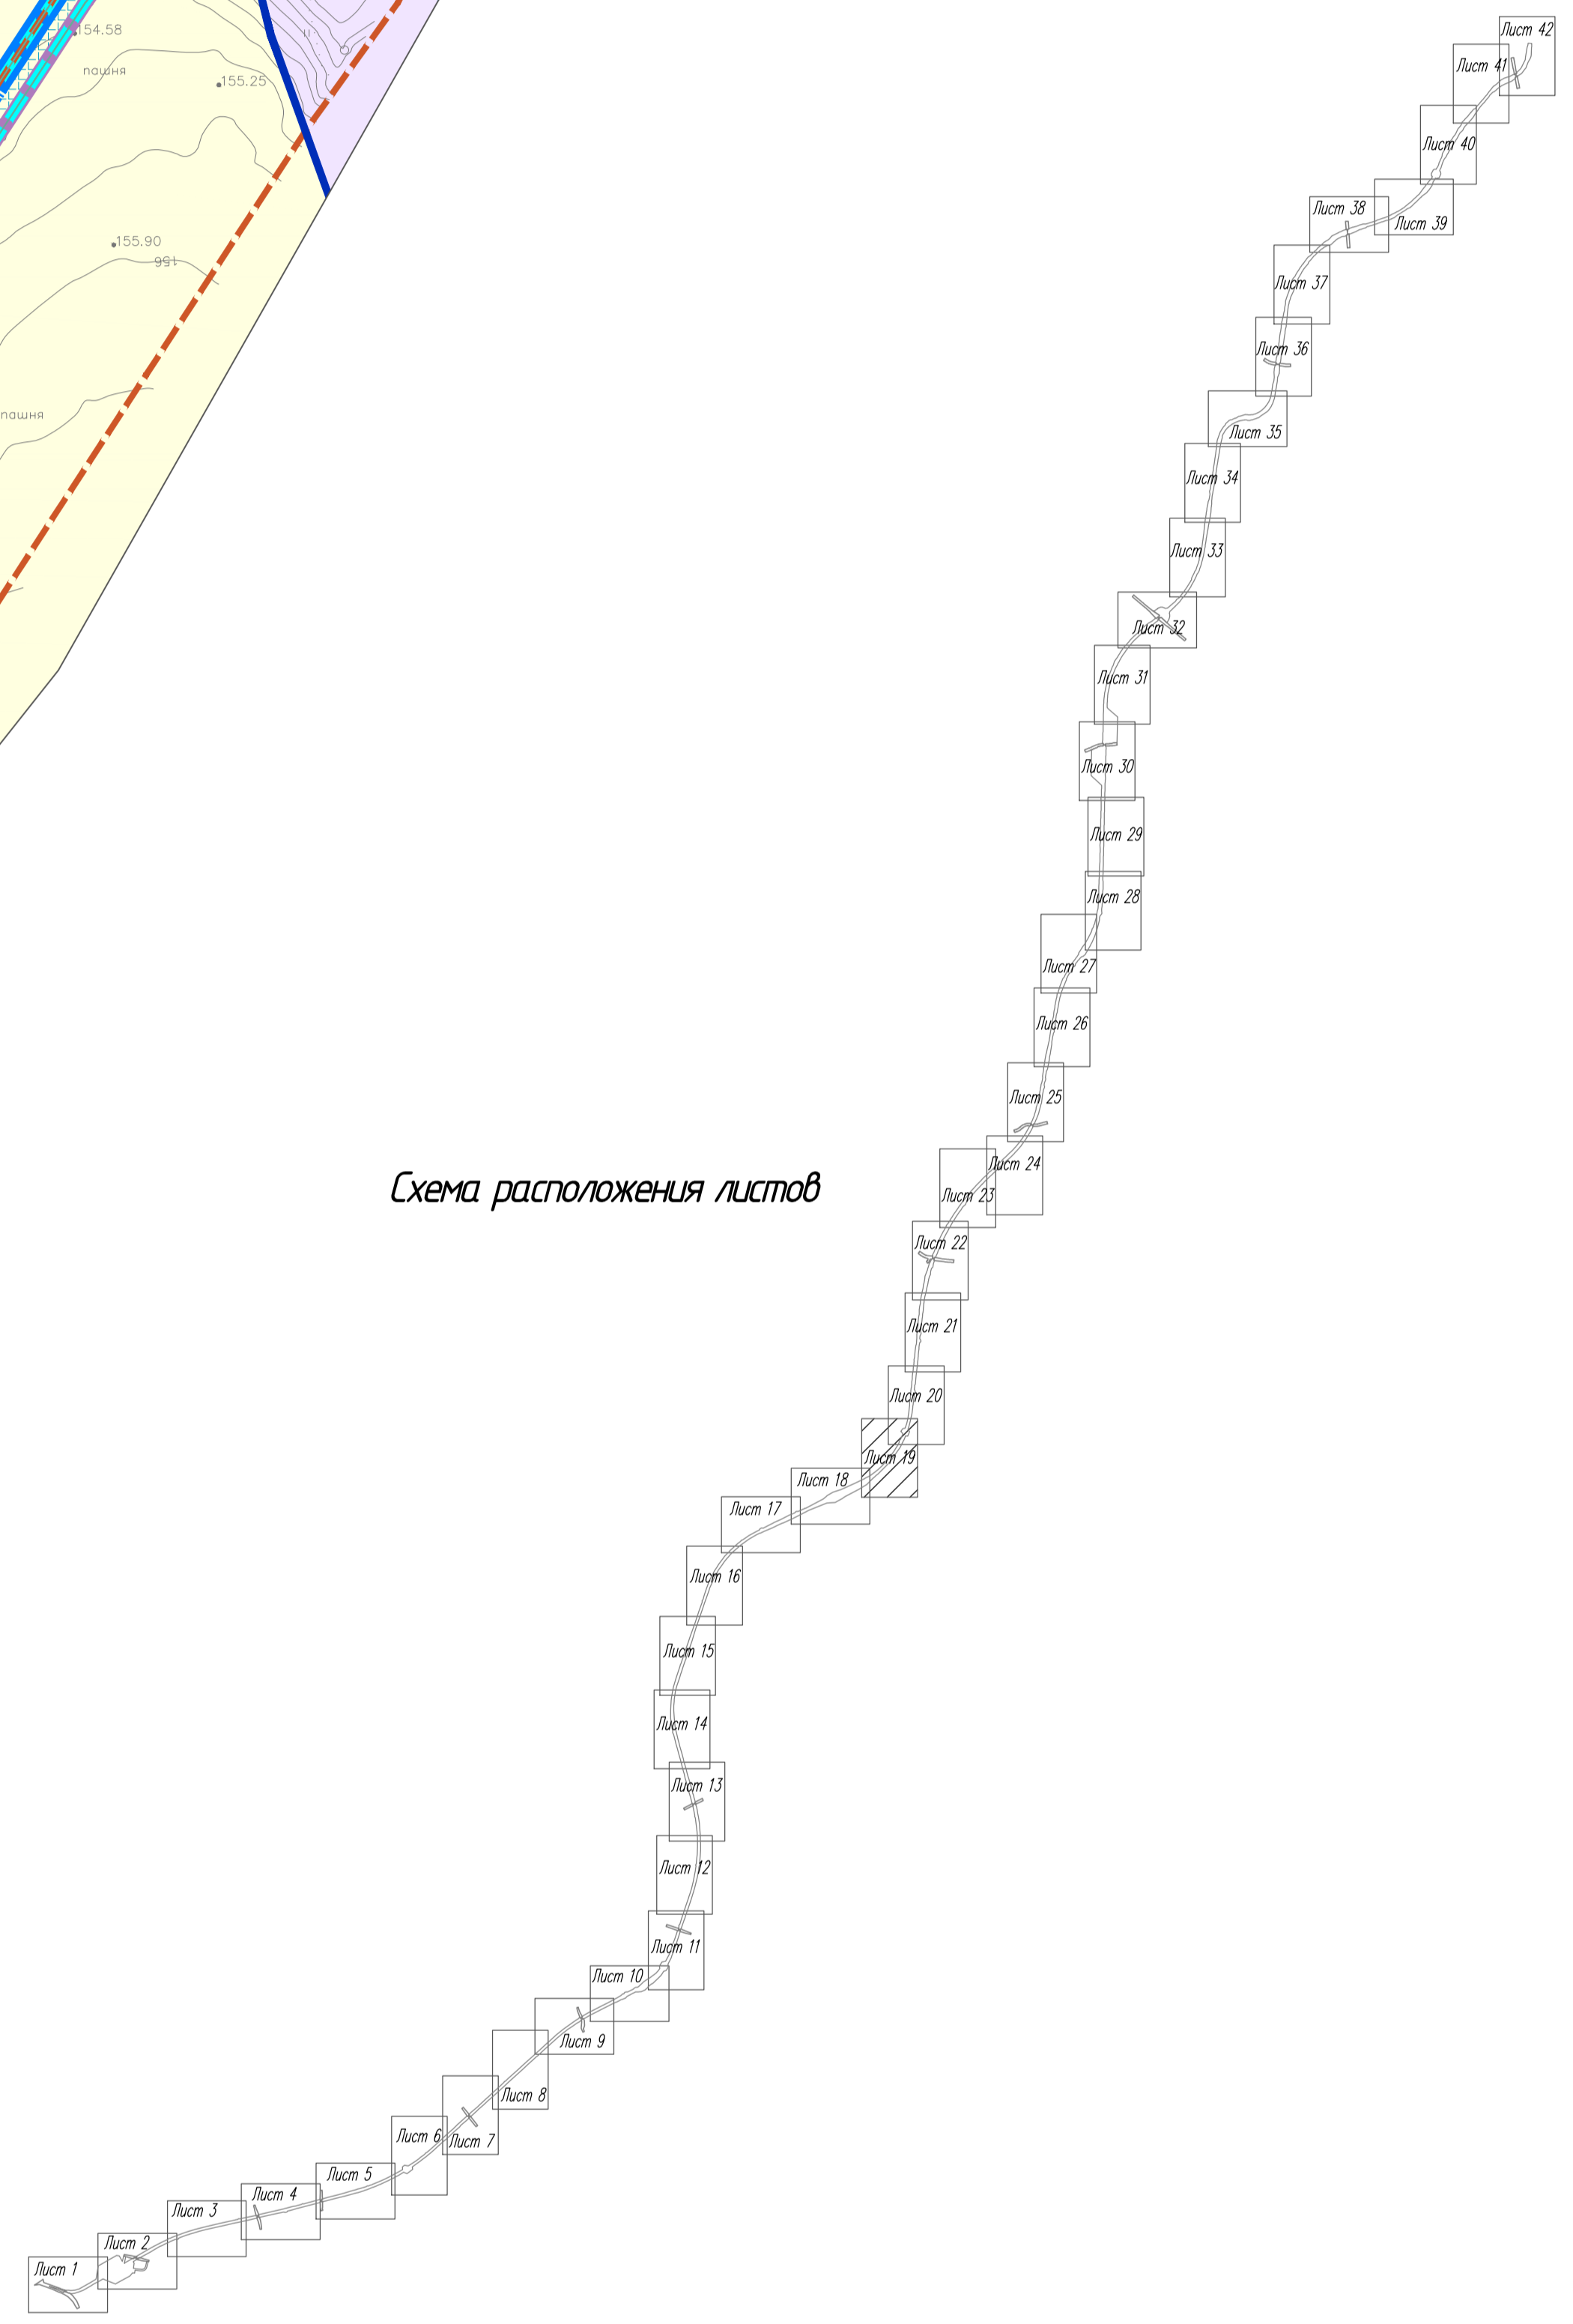 154.58
пашня
155.25
155.90
156
пашня
Схема расположения листов
Лист 42
Лист 41
Лист 40
Лист 39
Лист 38
Лист 37
Лист 36
Лист 35
Лист 34
Лист 33
Лист 32
Лист 31
Лист 30
Лист 29
Лист 28
Лист 27
Лист 26
Лист 25
Лист 24
Лист 23
Лист 22
Лист 21
Лист 20
Лист 19
Лист 18
Лист 17
Лист 16
Лист 15
Лист 14
Лист 13
Лист 12
Лист 11
Лист 10
Лист 9
Лист 8
Лист 7
Лист 6
Лист 5
Лист 4
Лист 3
Лист 2
Лист 1